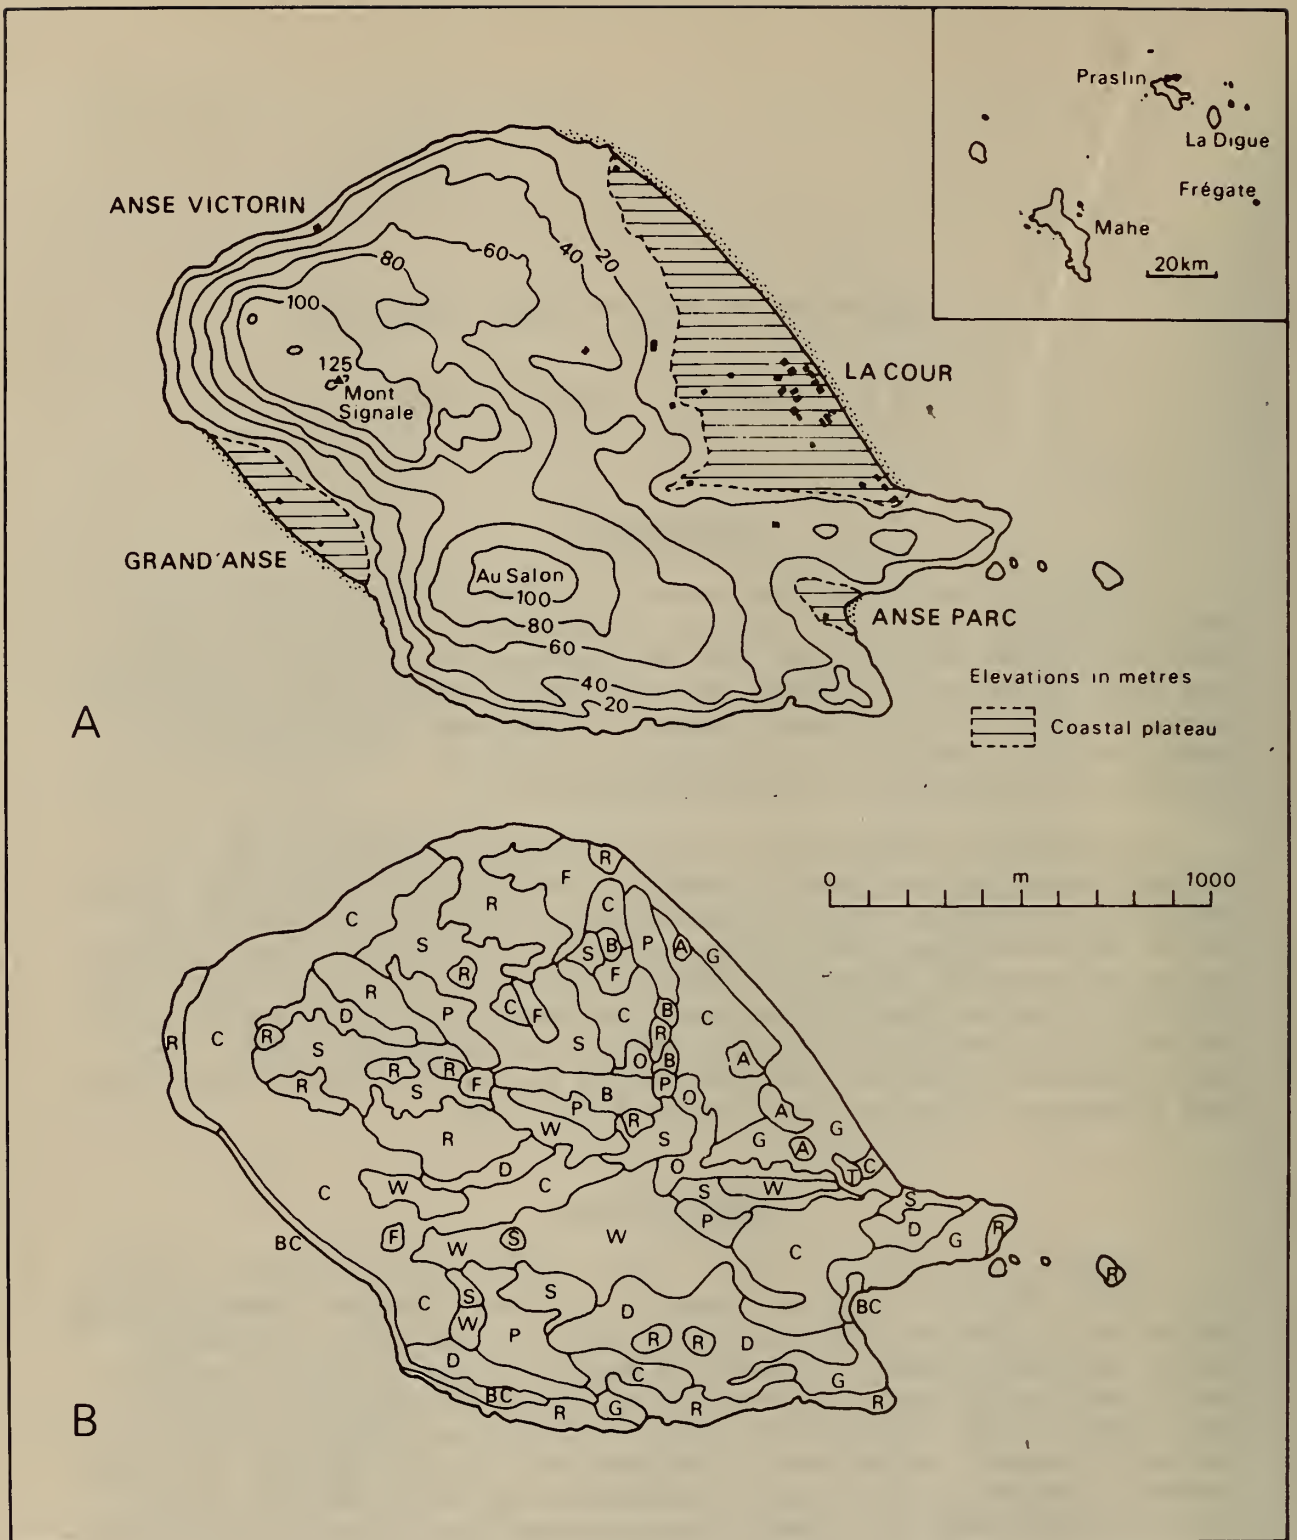 Praslin
La Digue
Frégate
Mahe
20km
ANSE VICTORIN
60
40
20
80
100
125
Mont
Signale
LA COUR
GRAND'ANSE
Au Salon
100
80
60
40
20
ANSE PARC
Elevations in metres
Coastal plateau
A
0 m 1000
R
F
C
R
C
P
S
S B A G
R F
R
C F C B C
D P
R
R C R S
S O B A
R R F P
R S B O
P A
R W R G G
S A
D O T C
C W C S W S
P D R
F W G
BC W S C
R
C S S BC
D
W P R R D
D C
G
BC R
R G R
B